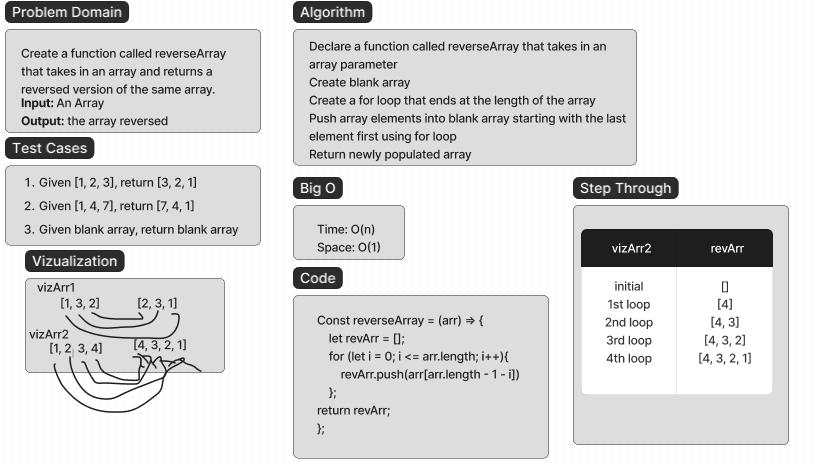 Problem Domain
Create a function called reverseArray
that takes in an array and returns a
reversed version of the same array.
Input: An Array
Output: the array reversed
Test Cases
1. Given [1, 2, 3], return [3, 2, 1]
2. Given [1, 4, 7], return [7, 4, 1]
3. Given blank array, return blank array
Vizualization
vizArr1
[1, 3, 2] [2, 3, 1]
vizArr2
[1, 2, 3, 4] [4, 3, 2, 1]
Algorithm
Declare a function called reverseArray that takes in an
array parameter
Create blank array
Create a for loop that ends at the length of the array
Push array elements into blank array starting with the last
element first using for loop
Return newly populated array
Big O
Time: O(n)
Space: O(1)
Code
Const reverseArray = (arr) => {
let revArr = [];
for (let i = 0; i <= arr.length; i++){
revArr.push(arr[arr.length - 1 - i])
};
return revArr;
};
Step Through
vizArr2 revArr
initial []
1st loop [4]
2nd loop [4, 3]
3rd loop [4, 3, 2]
4th loop [4, 3, 2, 1]